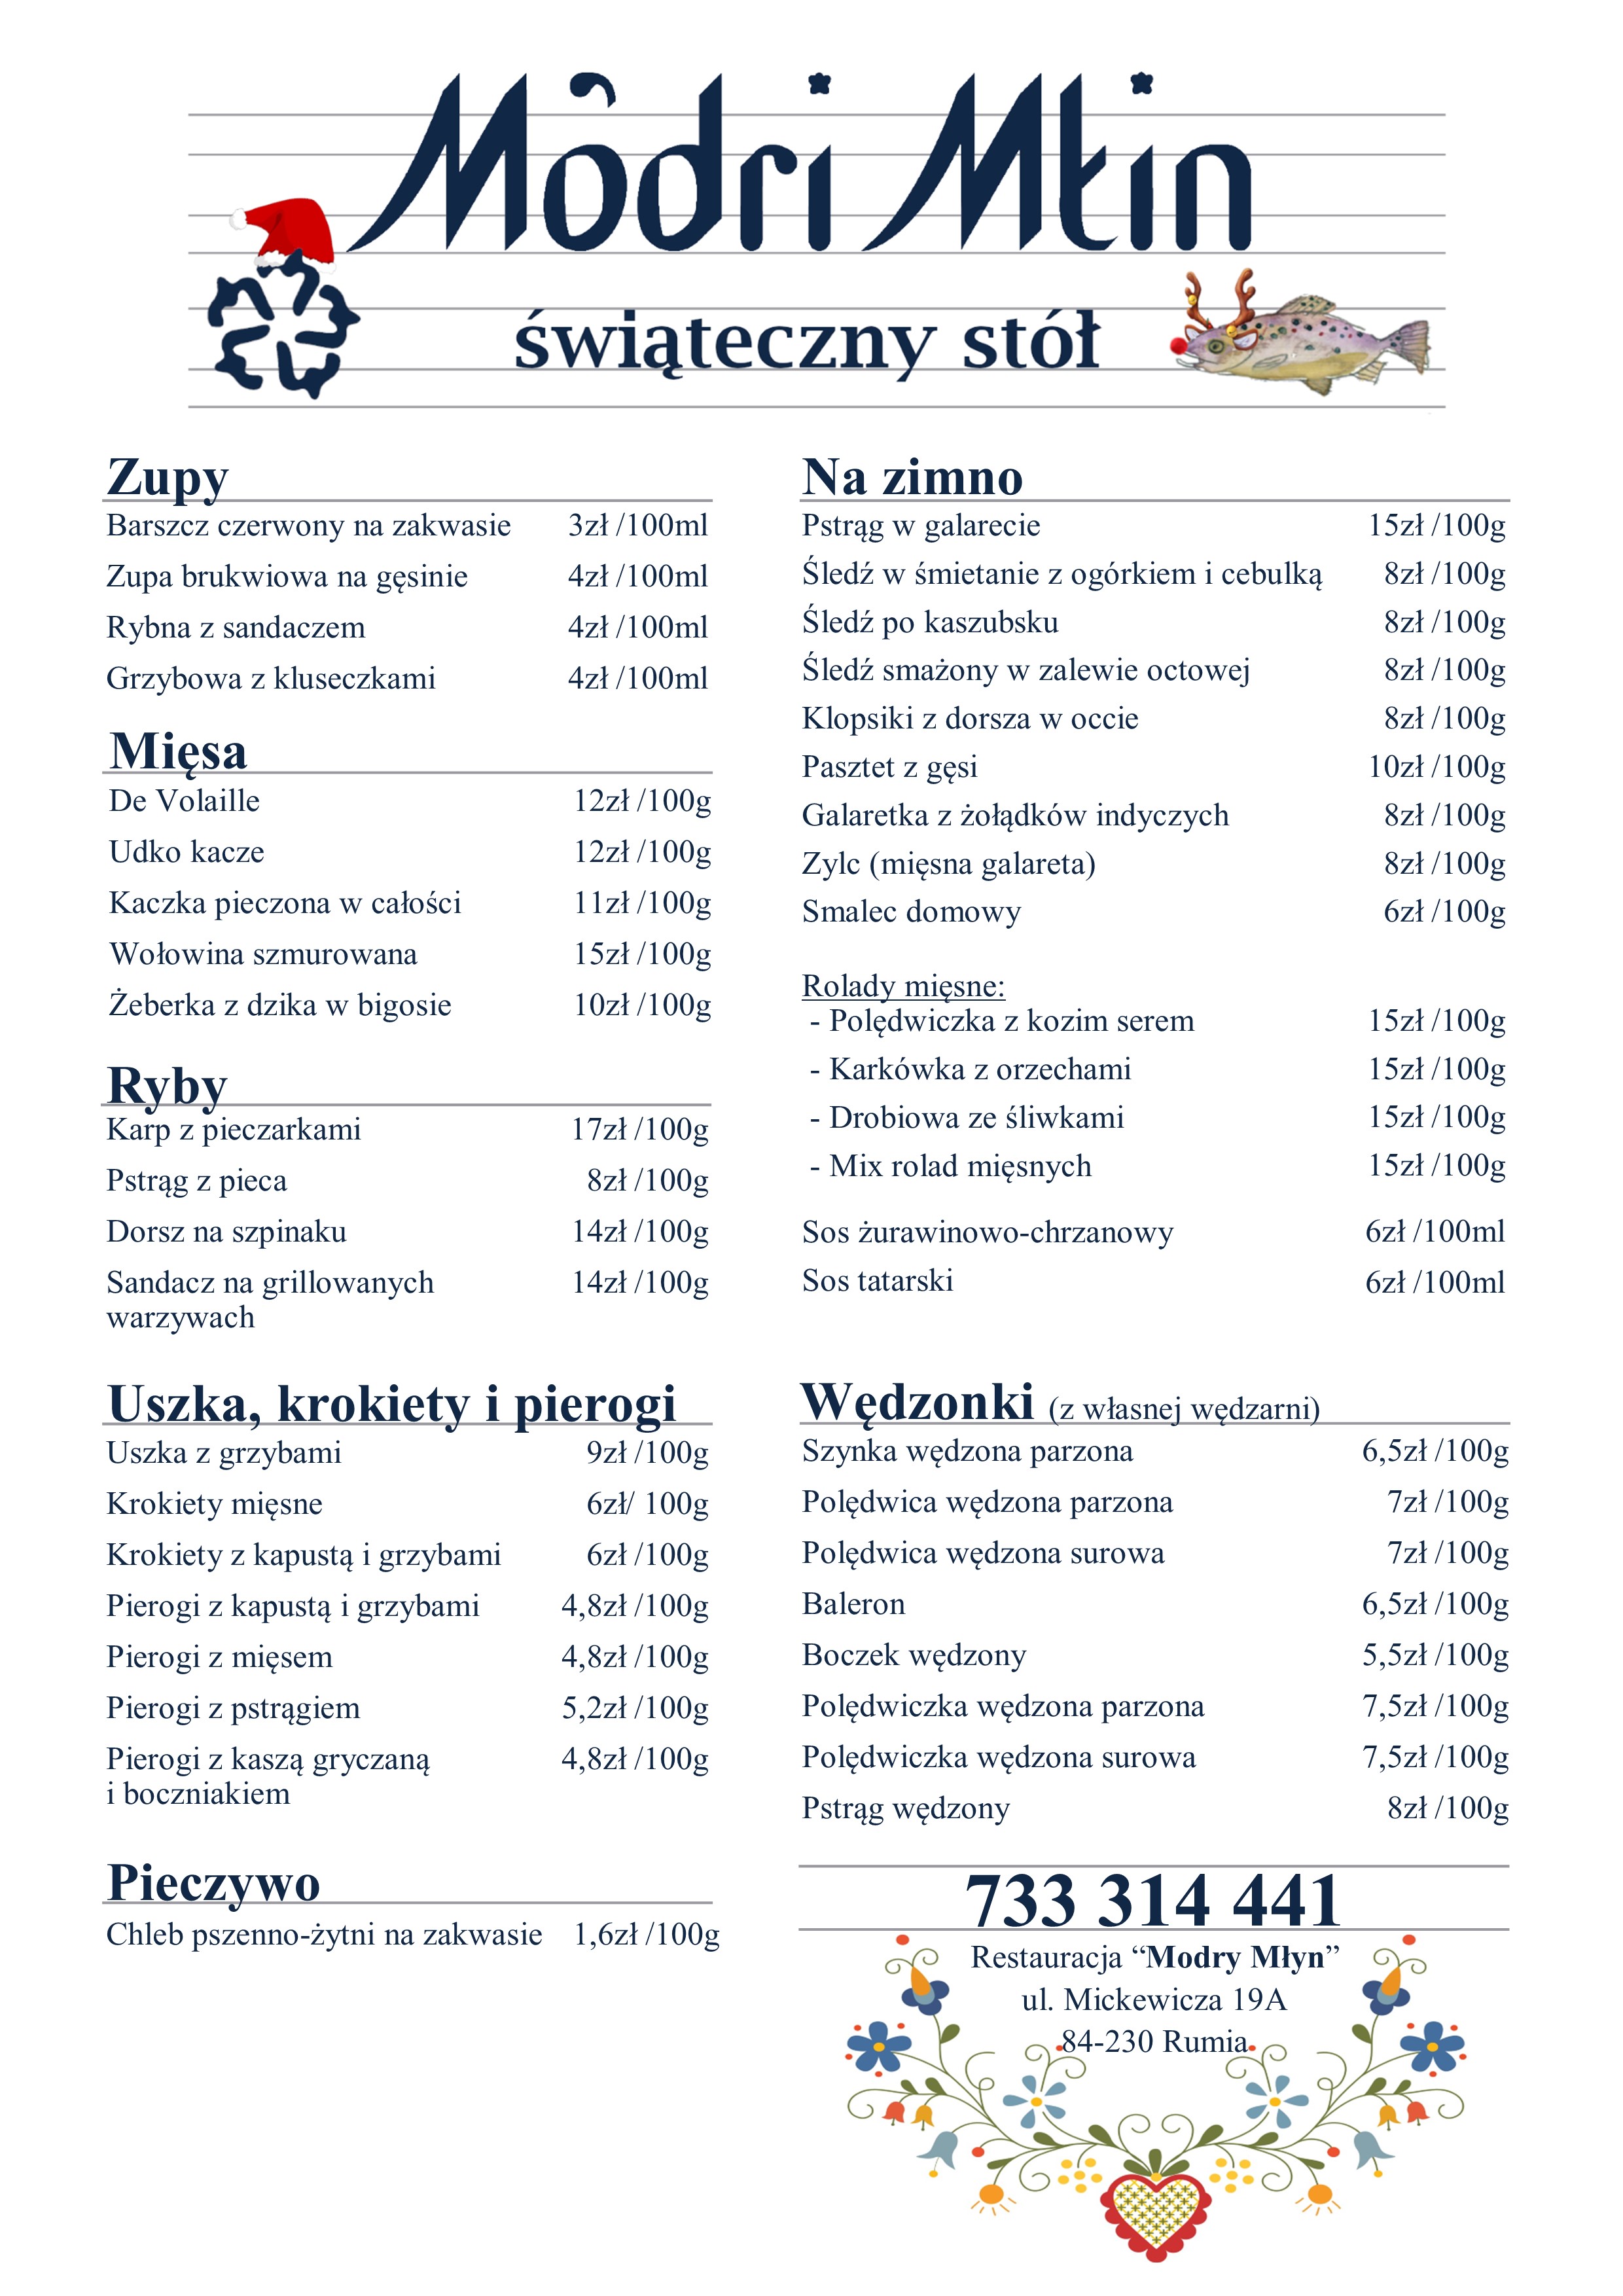 Mòdri Młin
świąteczny stół
Zupy
Barszcz czerwony na zakwasie 3zł /100ml
Zupa brukwiowa na gęsinie 4zł /100ml
Rybna z sandaczem 4zł /100ml
Grzybowa z kluseczkami 4zł /100ml
Mięsa
De Volaille 12zł /100g
Udko kacze 12zł /100g
Kaczka pieczona w całości 11zł /100g
Wołowina szmurowana 15zł /100g
Żeberka z dzika w bigosie 10zł /100g
Ryby
Karp z pieczarkami 17zł /100g
Pstrąg z pieca 8zł /100g
Dorsz na szpinaku 14zł /100g
Sandacz na grillowanych 14zł /100g
warzywach
Uszka, krokiety i pierogi
Uszka z grzybami 9zł /100g
Krokiety mięsne 6zł/ 100g
Krokiety z kapustą i grzybami 6zł /100g
Pierogi z kapustą i grzybami 4,8zł /100g
Pierogi z mięsem 4,8zł /100g
Pierogi z pstrągiem 5,2zł /100g
Pierogi z kaszą gryczaną 4,8zł /100g
i boczniakiem
Pieczywo
Chleb pszenno-żytni na zakwasie 1,6zł /100g
Na zimno
Pstrąg w galarecie 15zł /100g
Śledź w śmietanie z ogórkiem i cebulką 8zł /100g
Śledź po kaszubsku 8zł /100g
Śledź smażony w zalewie octowej 8zł /100g
Klopsiki z dorsza w occie 8zł /100g
Pasztet z gęsi 10zł /100g
Galaretka z żołądków indyczych 8zł /100g
Zylc (mięsna galareta) 8zł /100g
Smalec domowy 6zł /100g
Rolady mięsne:
- Polędwiczka z kozim serem 15zł /100g
- Karkówka z orzechami 15zł /100g
- Drobiowa ze śliwkami 15zł /100g
- Mix rolad mięsnych 15zł /100g
Sos żurawinowo-chrzanowy 6zł /100ml
Sos tatarski 6zł /100ml
Wędzonki (z własnej wędzarni)
Szynka wędzona parzona 6,5zł /100g
Polędwica wędzona parzona 7zł /100g
Polędwica wędzona surowa 7zł /100g
Baleron 6,5zł /100g
Boczek wędzony 5,5zł /100g
Polędwiczka wędzona parzona 7,5zł /100g
Polędwiczka wędzona surowa 7,5zł /100g
Pstrąg wędzony 8zł /100g
733 314 441
Restauracja “Modry Młyn”
ul. Mickewicza 19A
84-230 Rumia